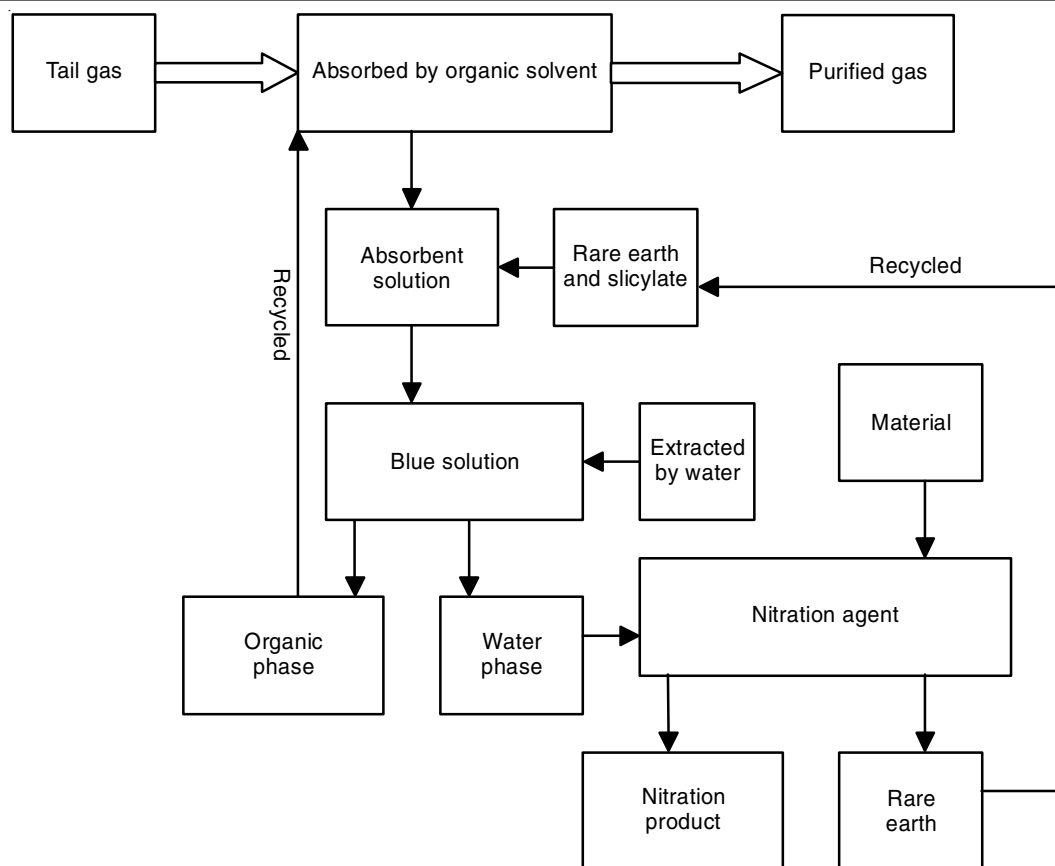 Tail gas
Absorbed by organic solvent
Purified gas
Absorbent
solution
Rare earth
and slicylate
Recycled
Recycled
Material
Blue solution
Extracted
by water
Nitration agent
Organic
phase
Water
phase
Nitration
product
Rare
earth